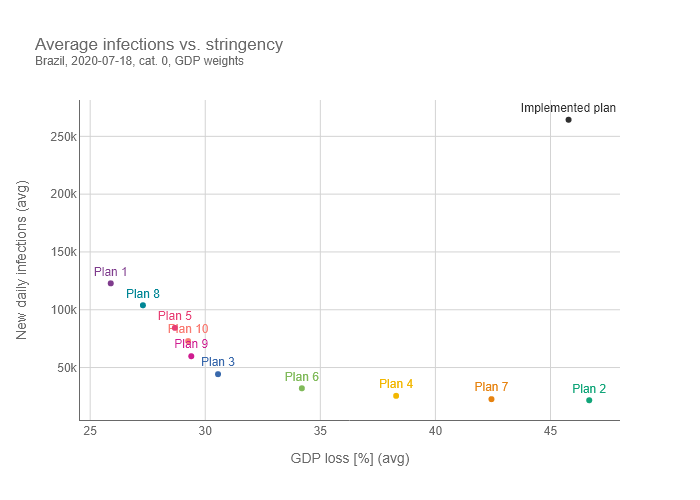 Average infections vs. stringency
Brazil, 2020-07-18, cat. 0, GDP weights
Implemented plan
250k
200k
150k
100k
50k
New daily infections (avg)
Plan 1
Plan 8
Plan 5
Plan 10
Plan 9
Plan 3
Plan 6
Plan 4
Plan 7
Plan 2
25
30
35
40
45
GDP loss [%] (avg)